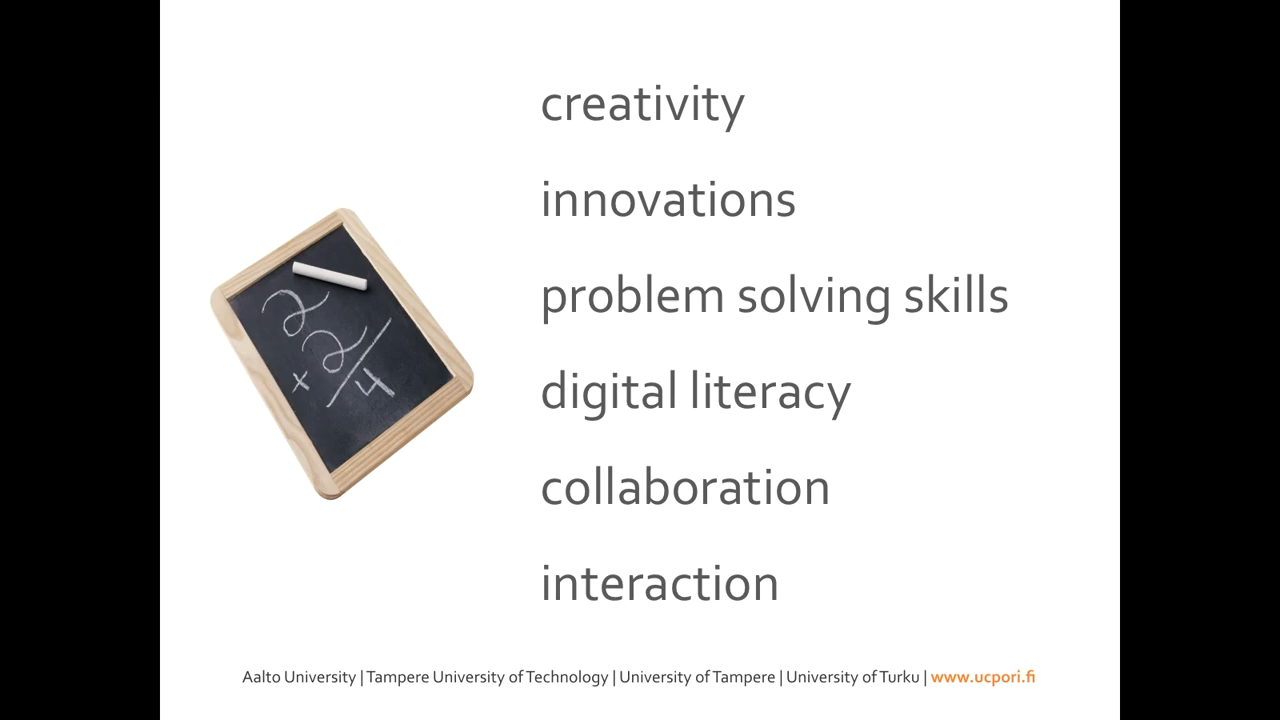 creativity
innovations
problem solving skills
digital literacy
collaboration
interaction
2
+ 2
4
Aalto University | Tampere University of Technology | University of Tampere | University of Turku | www.ucpori.fi